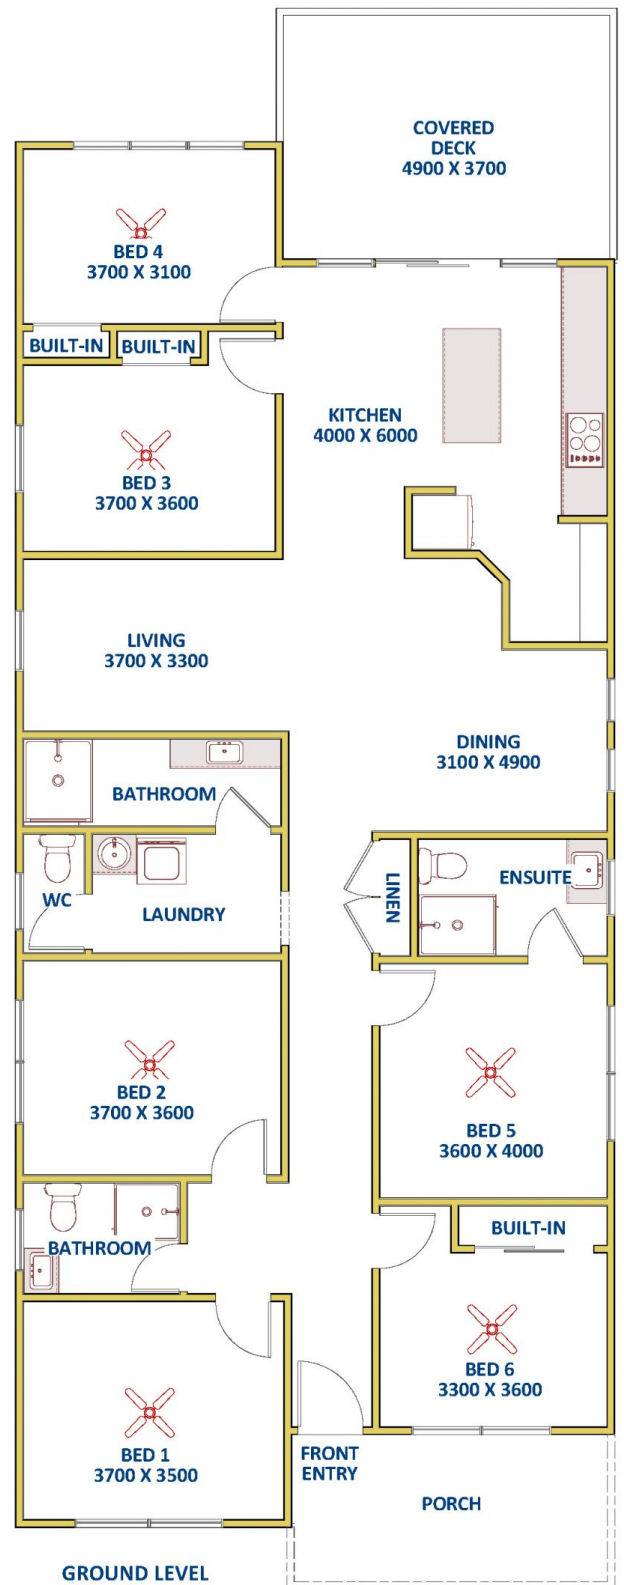 COVERED
DECK
4900 X 3700
BED 4
3700 X 3100
BUILT-IN
BUILT-IN
KITCHEN
4000 X 6000
BED 3
3700 X 3600
LIVING
3700 X 3300
DINING
3100 X 4900
BATHROOM
WC
LAUNDRY
LINEN
ENSUITE
BED 2
3700 X 3600
BED 5
3600 X 4000
BATHROOM
BUILT-IN
BED 6
3300 X 3600
BED 1
3700 X 3500
FRONT
ENTRY
PORCH
GROUND LEVEL